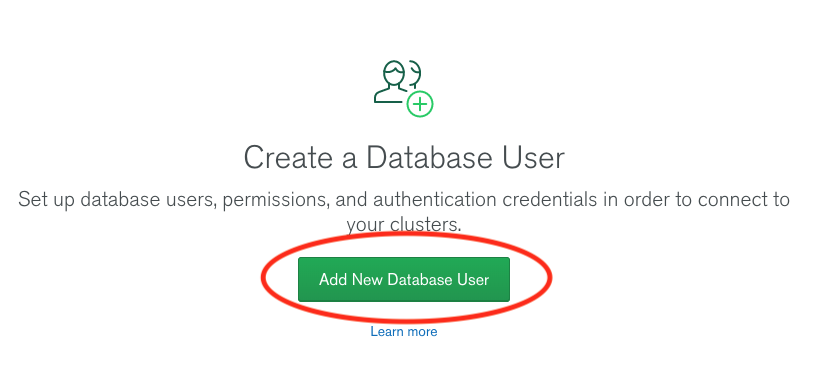 Create a Database User
Set up database users, permissions, and authentication credentials in order to connect to
your clusters.
Add New Database User
Learn more